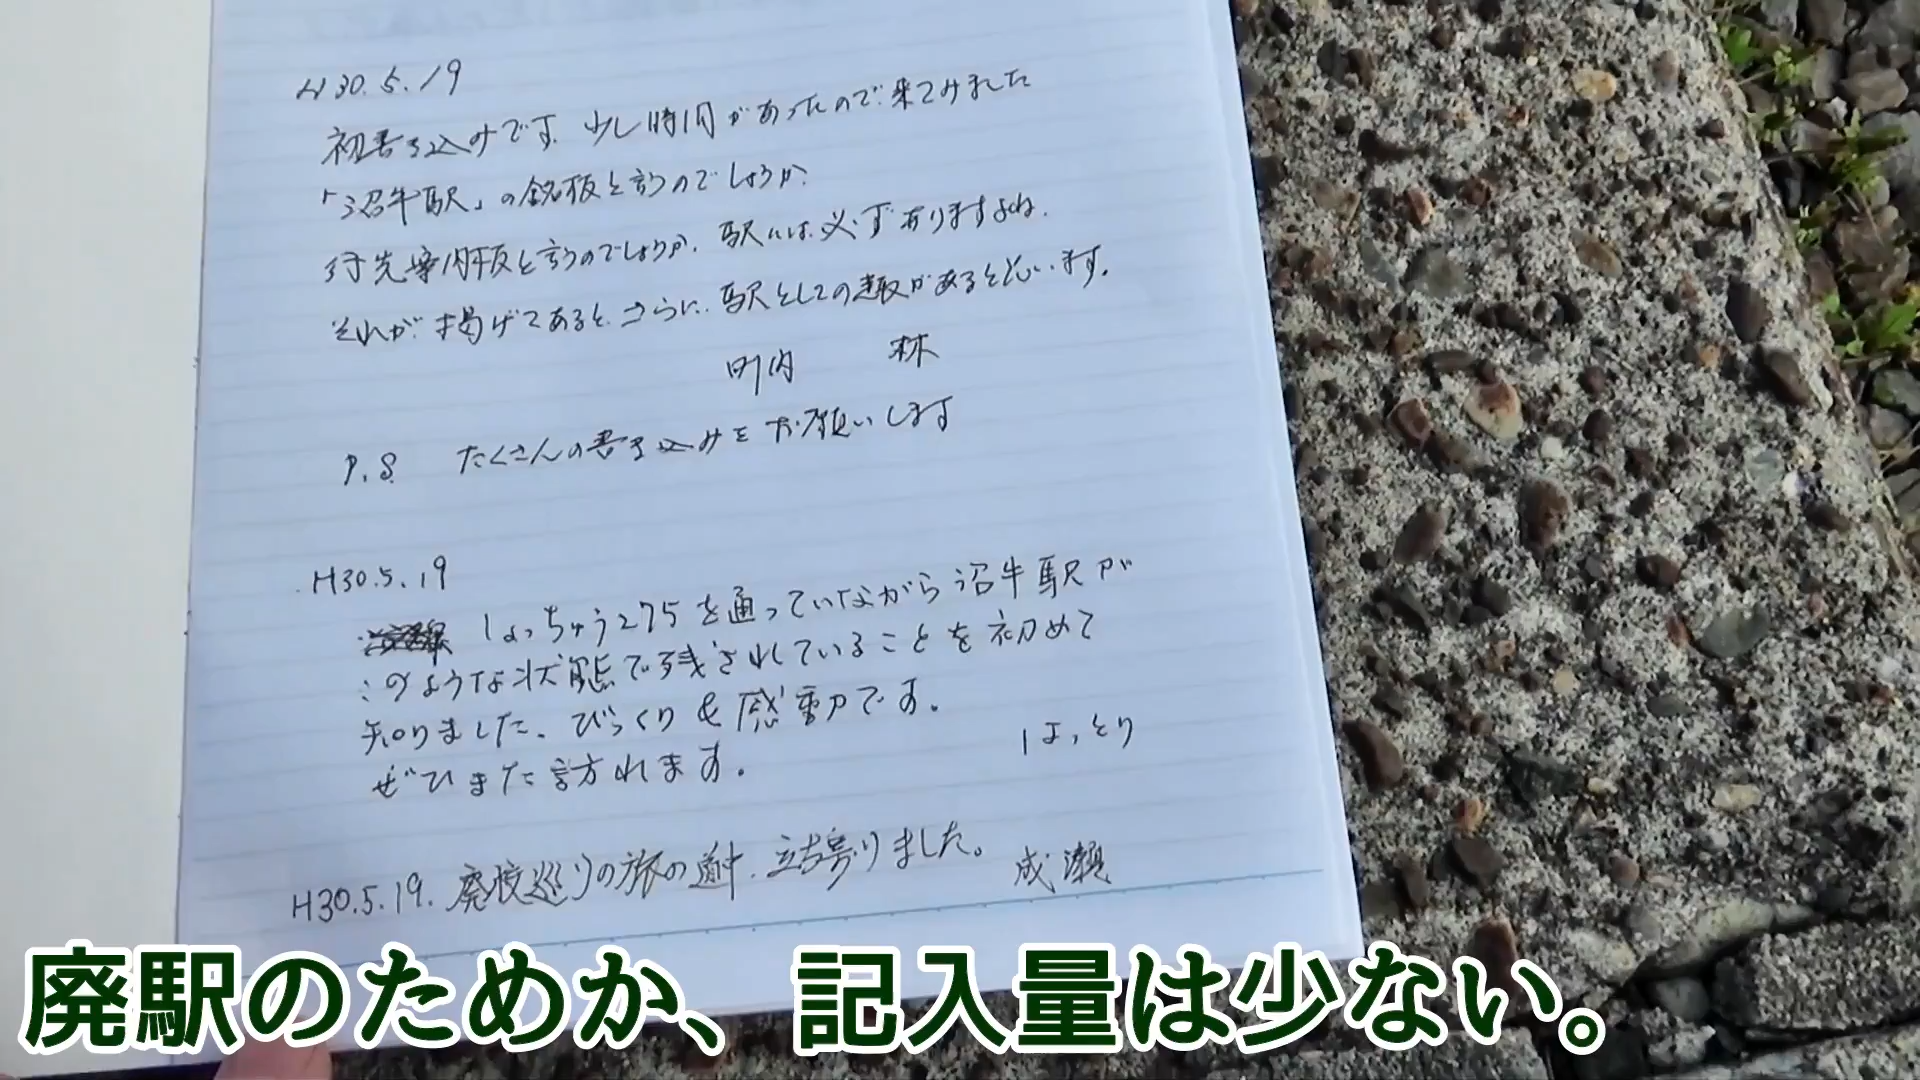 H30.5.19
初書き込みです。少し時間があったので来てみました
「沼牛駅」の銘板と言うのでしょうか
行先案内板と言うのでしょうか、駅には必ずありますよね。
それが掲げてあると、さらに、駅としての趣があると思います。
町内 林
P.S. たくさんの書き込みをお願いします
H30.5.19
しょっちゅう275を通っていながら沼牛駅が
このような状態で残されていることを初めて
知りました。びっくり&感動です。
ぜひまた訪れます。
はっとり
H30.5.19. 廃校巡りの旅の途中、立ち寄りました。 成瀬
廃駅のためか、記入量は少ない。